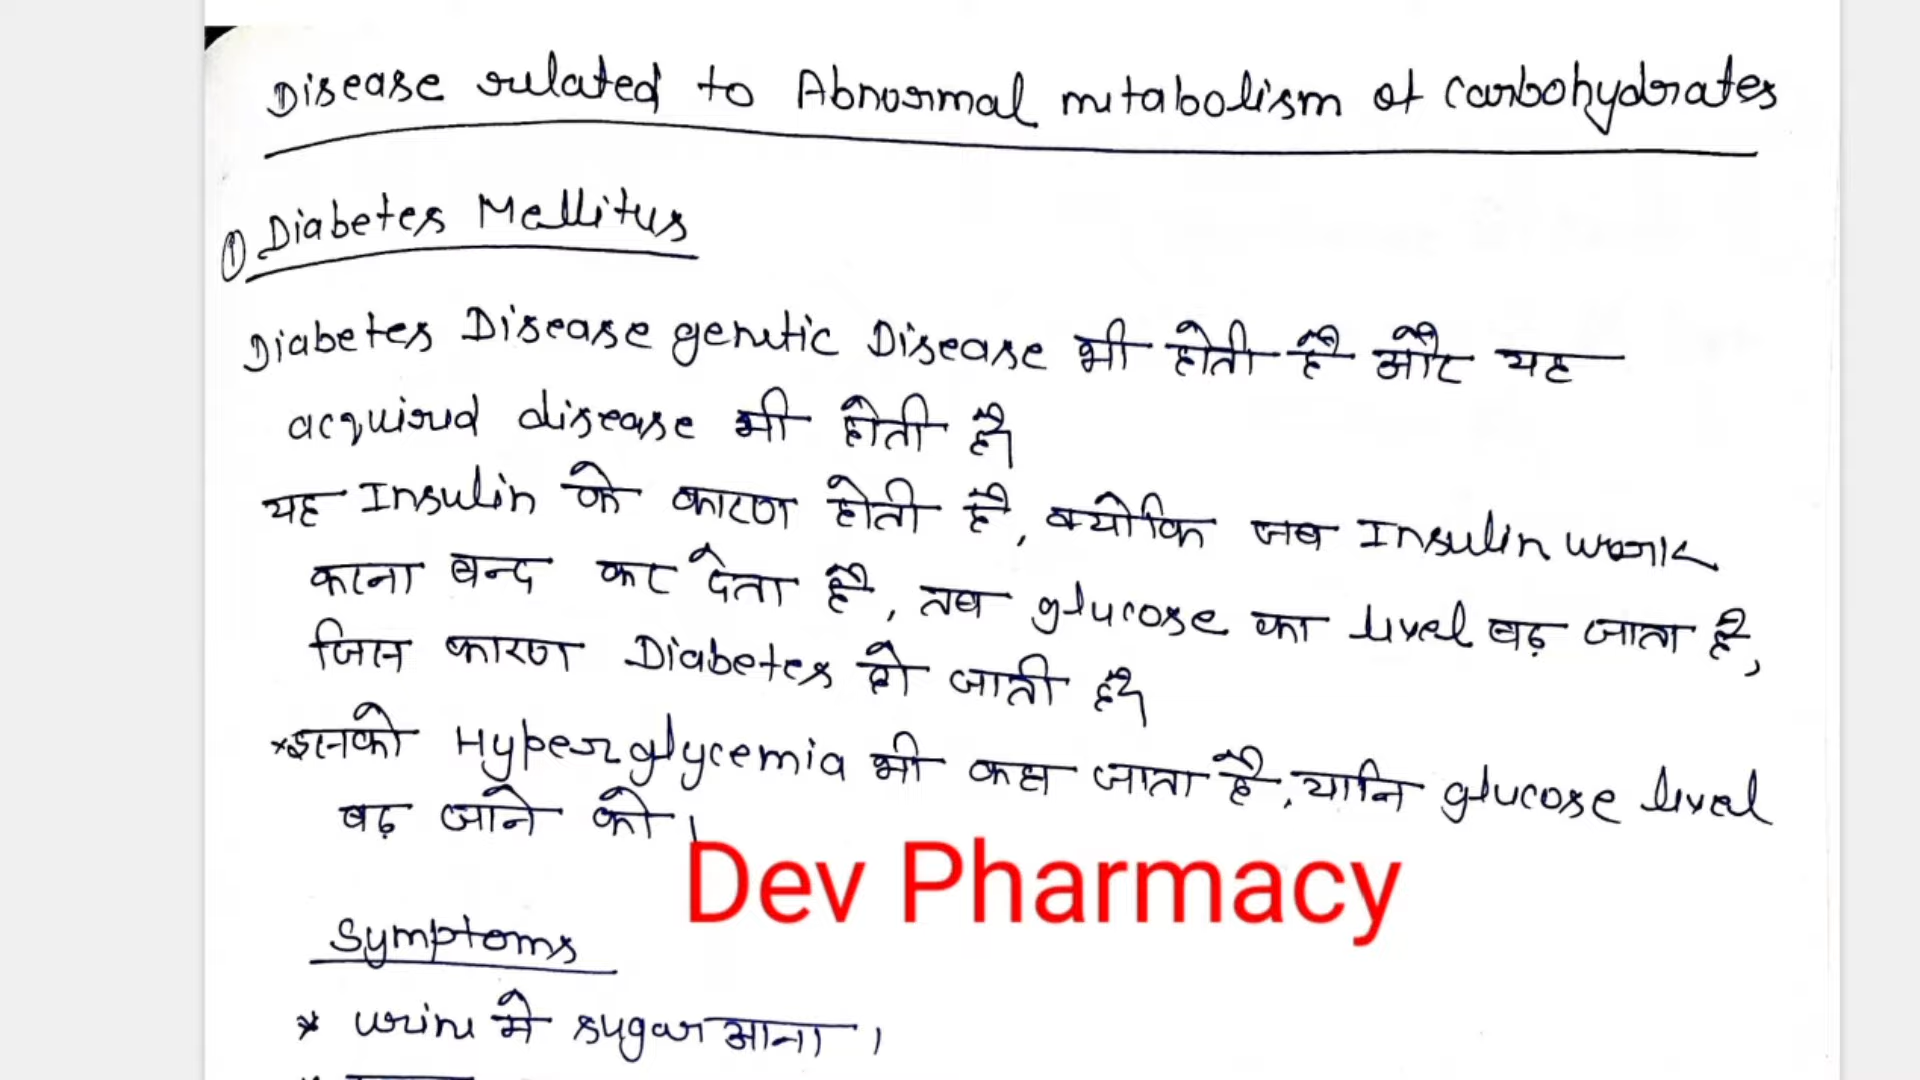 Disease related to Abnormal metabolism of carbohydrates
① Diabetes Mellitus
Diabetes Disease genetic Disease भी होती है और यह
acquired disease भी होती है।
यह Insulin के कारण होती है, क्योकि जब Insulin work
करना बन्द कर देता है, तब glucose का level बढ़ जाता है,
जिस कारण Diabetes हो जाती है।
*इसको Hyperglycemia भी कहा जाता है, यानि glucose level
बढ़ जाने को।
Dev Pharmacy
Symptoms
* urine मे sugar आना।